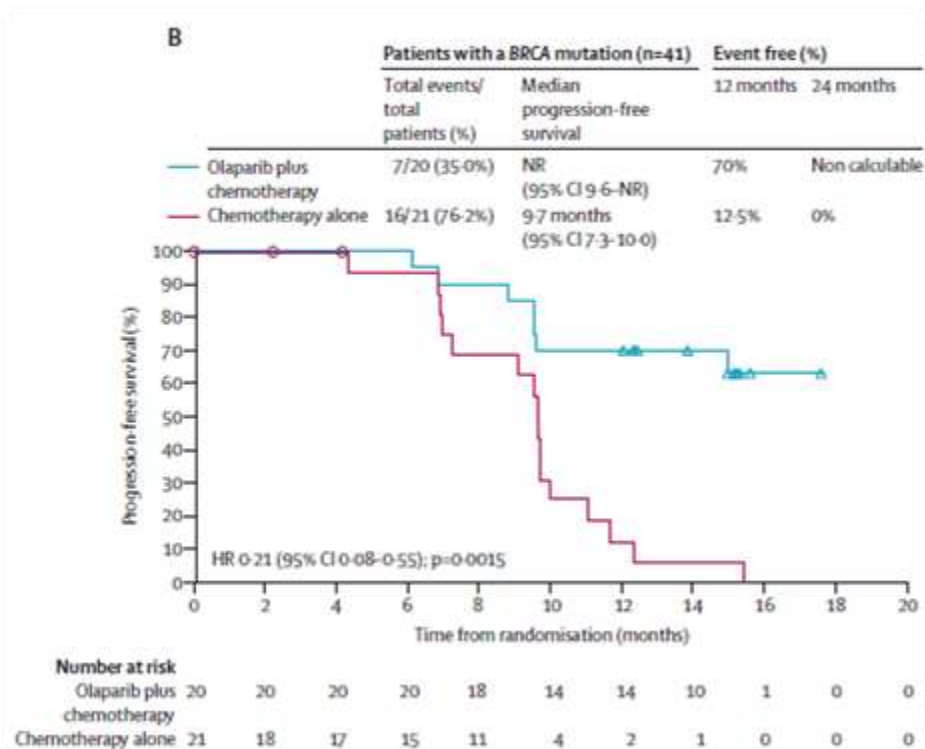 B
Patients with a BRCA mutation (n=41) Event free (%)
Total events/ total patients (%) Median progression-free survival 12 months 24 months
Olaparib plus chemotherapy 7/20 (35·0%) NR (95% CI 9·6–NR) 70% Non calculable
Chemotherapy alone 16/21 (76·2%) 9·7 months (95% CI 7·3–10·0) 12·5% 0%
100
90
80
70
60
50
40
30
20
10
0
Progression-free survival (%)
HR 0·21 (95% CI 0·08–0·55); p=0·0015
0 2 4 6 8 10 12 14 16 18 20
Time from randomisation (months)
Number at risk
Olaparib plus chemotherapy 20 20 20 20 18 14 14 10 1 0 0
Chemotherapy alone 21 18 17 15 11 4 2 1 0 0 0